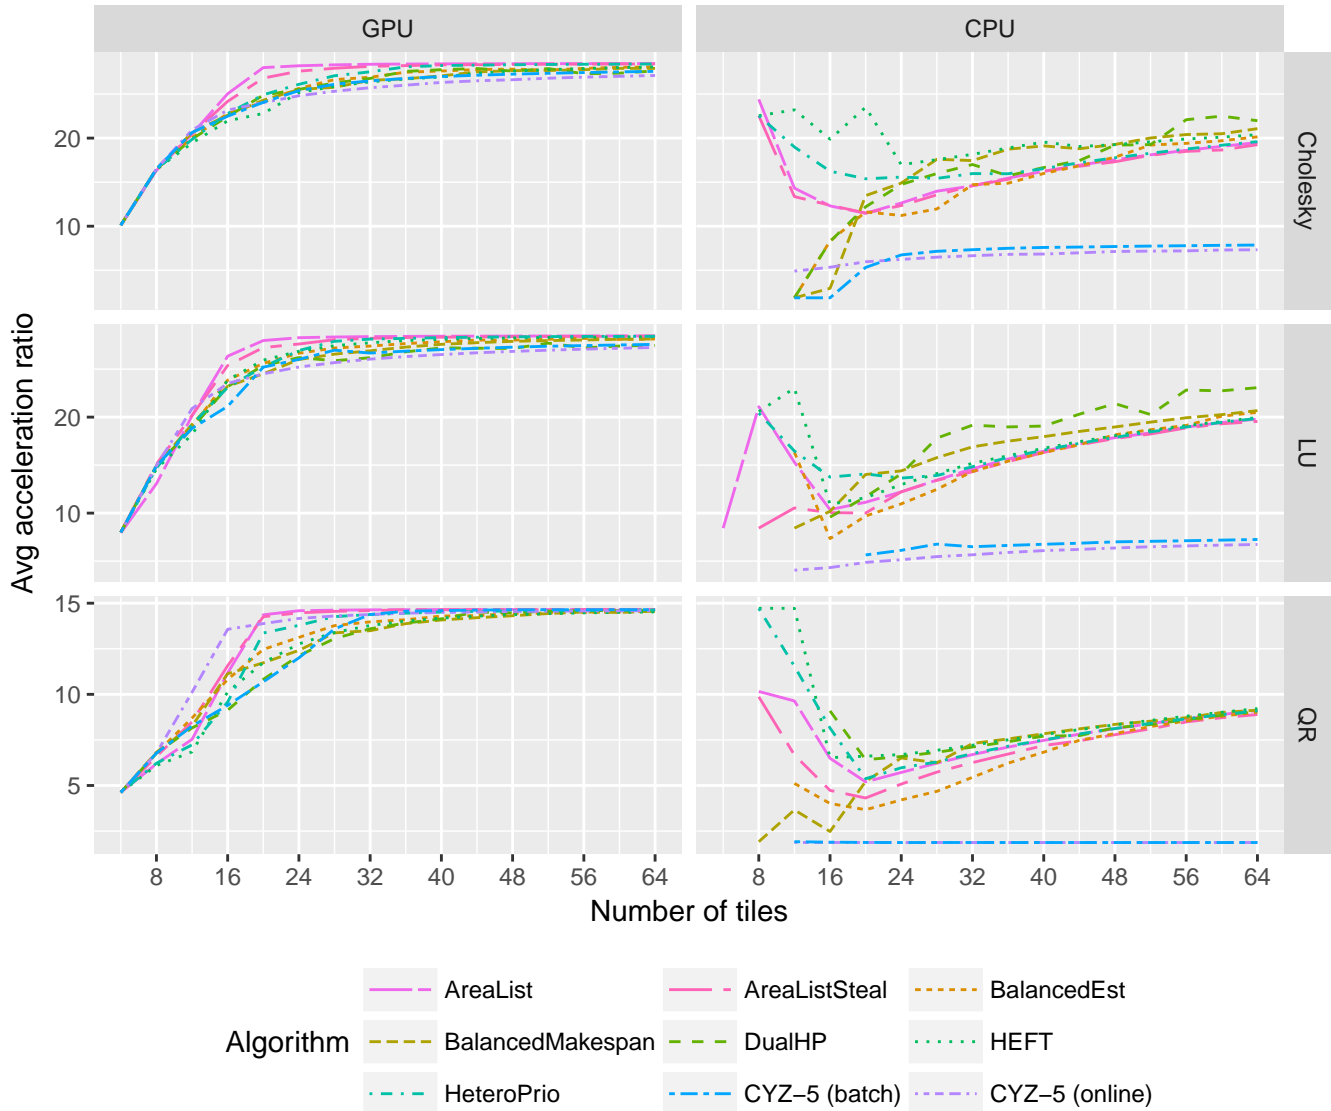 GPU
CPU
20
10
Cholesky
20
10
LU
15
10
5
QR
Avg acceleration ratio
8 16 24 32 40 48 56 64
8 16 24 32 40 48 56 64
Number of tiles
Algorithm
AreaList
AreaListSteal
BalancedEst
BalancedMakespan
DualHP
HEFT
HeteroPrio
CYZ−5 (batch)
CYZ−5 (online)